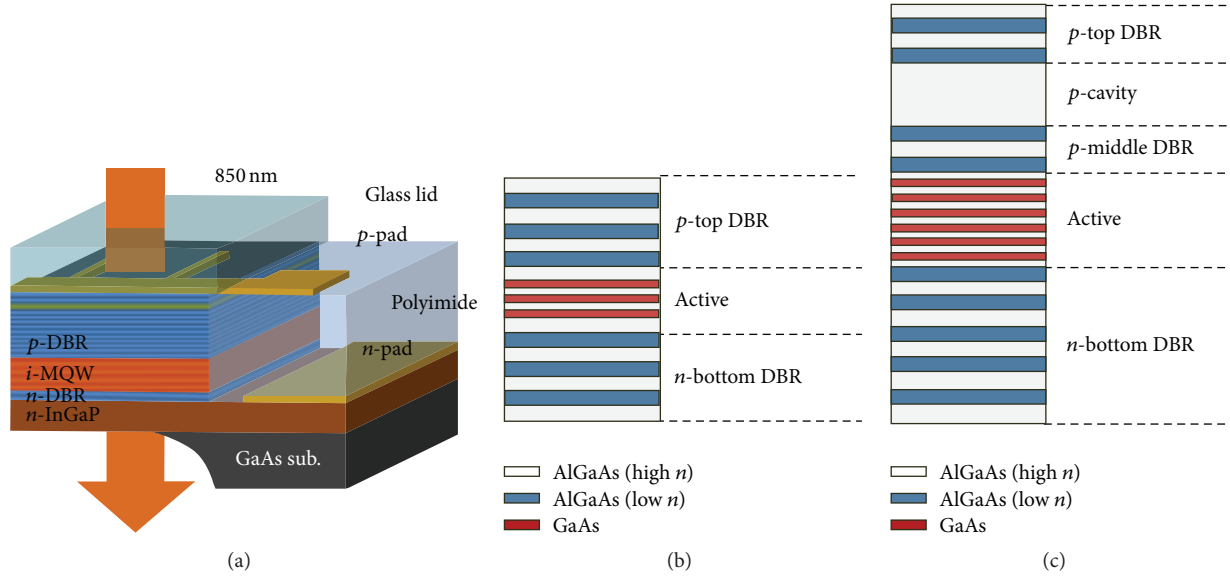 850 nm
Glass lid
p-pad
Polyimide
p-DBR
n-pad
i-MQW
n-DBR
n-InGaP
GaAs sub.
(a)
p-top DBR
Active
n-bottom DBR
AlGaAs (high n)
AlGaAs (low n)
GaAs
(b)
p-top DBR
p-cavity
p-middle DBR
Active
n-bottom DBR
AlGaAs (high n)
AlGaAs (low n)
GaAs
(c)